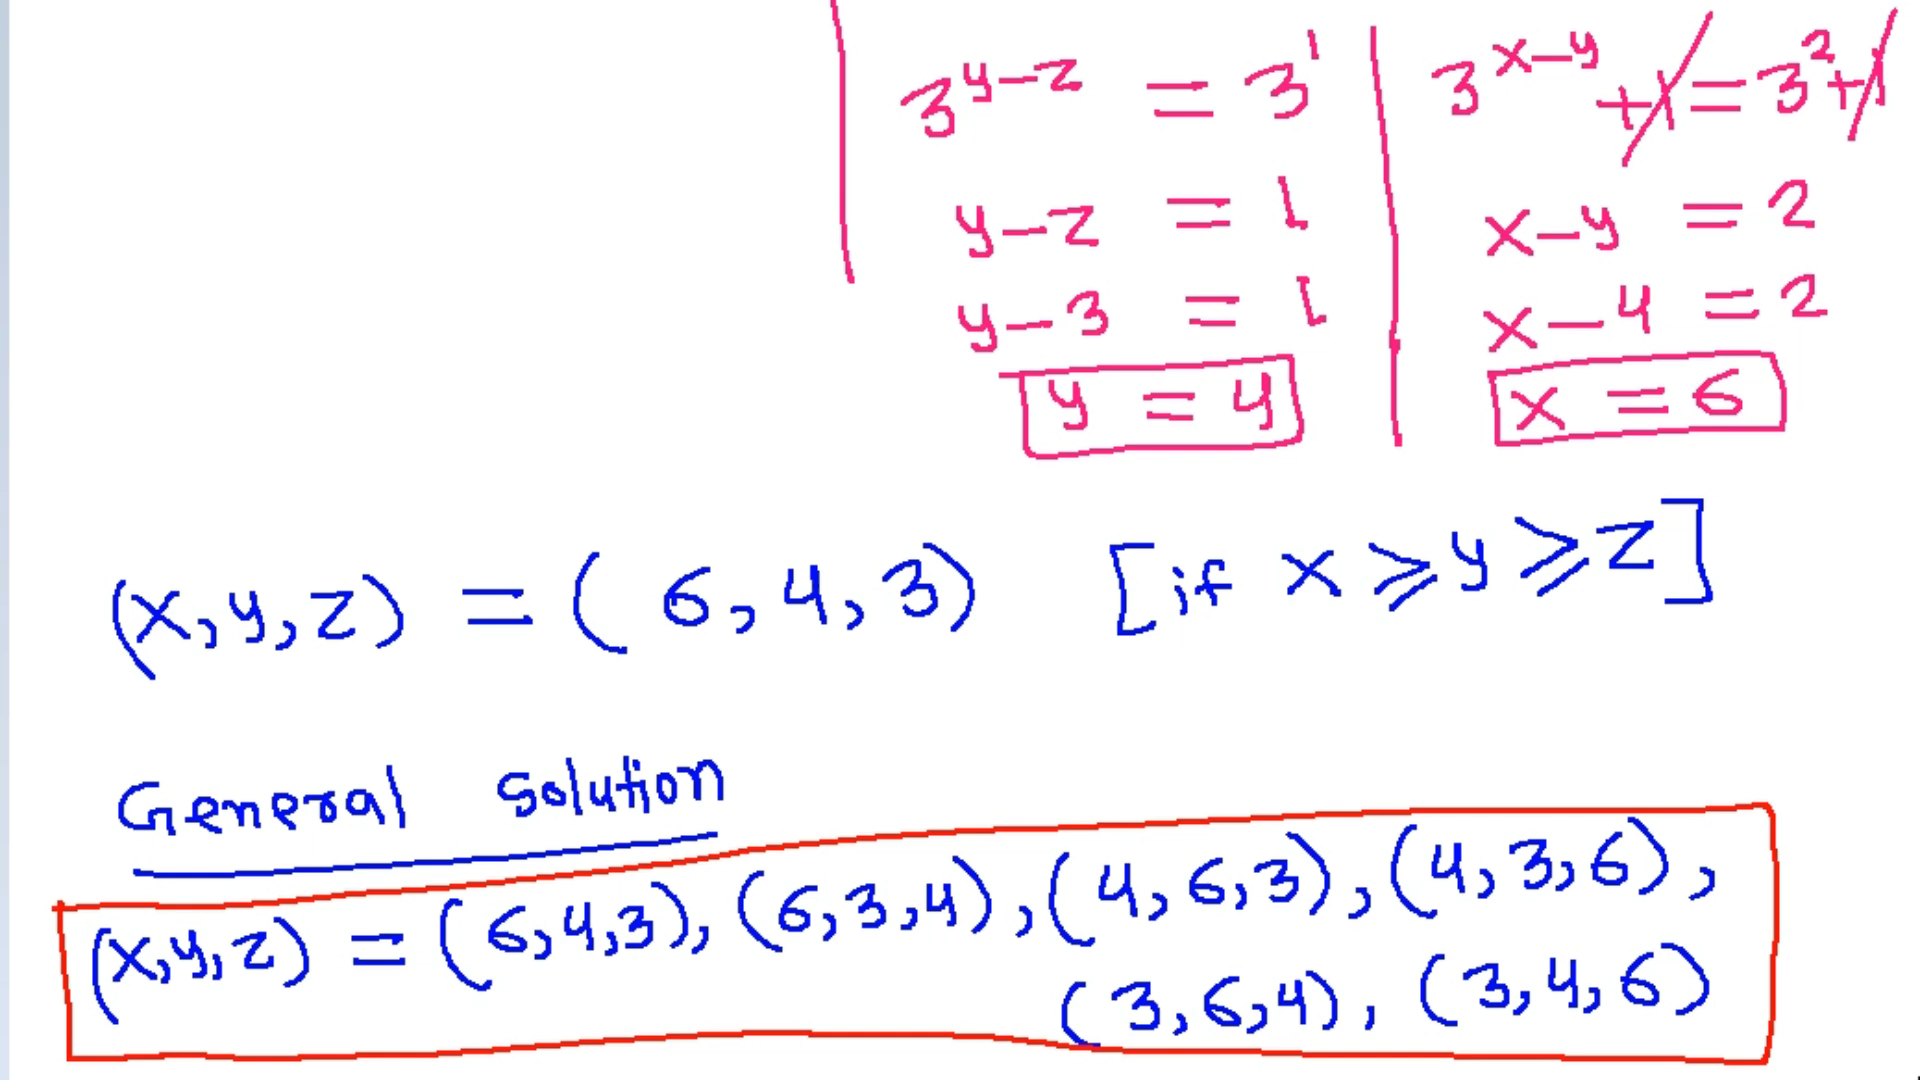 3^{y-z} = 3^1
y-z = 1
y-3 = 1
y = 4
3^{x-y}+1=3^2+1
x-y = 2
x-4 = 2
x = 6
(x,y,z) = (6,4,3) [if x⩾y⩾z]
General Solution
(x,y,z) = (6,4,3), (6,3,4), (4,6,3), (4,3,6),
(3,6,4), (3,4,6)